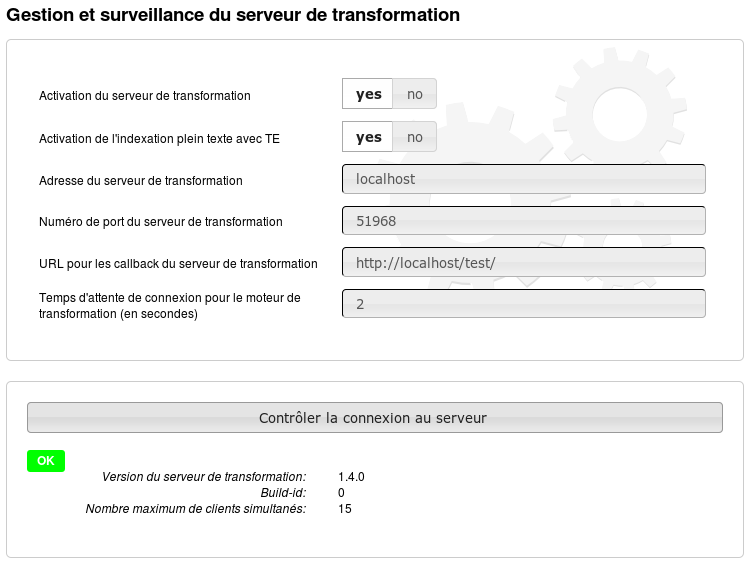 Gestion et surveillance du serveur de transformation
Activation du serveur de transformation
yes no
Activation de l'indexation plein texte avec TE
yes no
Adresse du serveur de transformation
localhost
Numéro de port du serveur de transformation
51968
URL pour les callback du serveur de transformation
http://localhost/test/
Temps d'attente de connexion pour le moteur de
transformation (en secondes)
2
Contrôler la connexion au serveur
OK
Version du serveur de transformation: 1.4.0
Build-id: 0
Nombre maximum de clients simultanés: 15